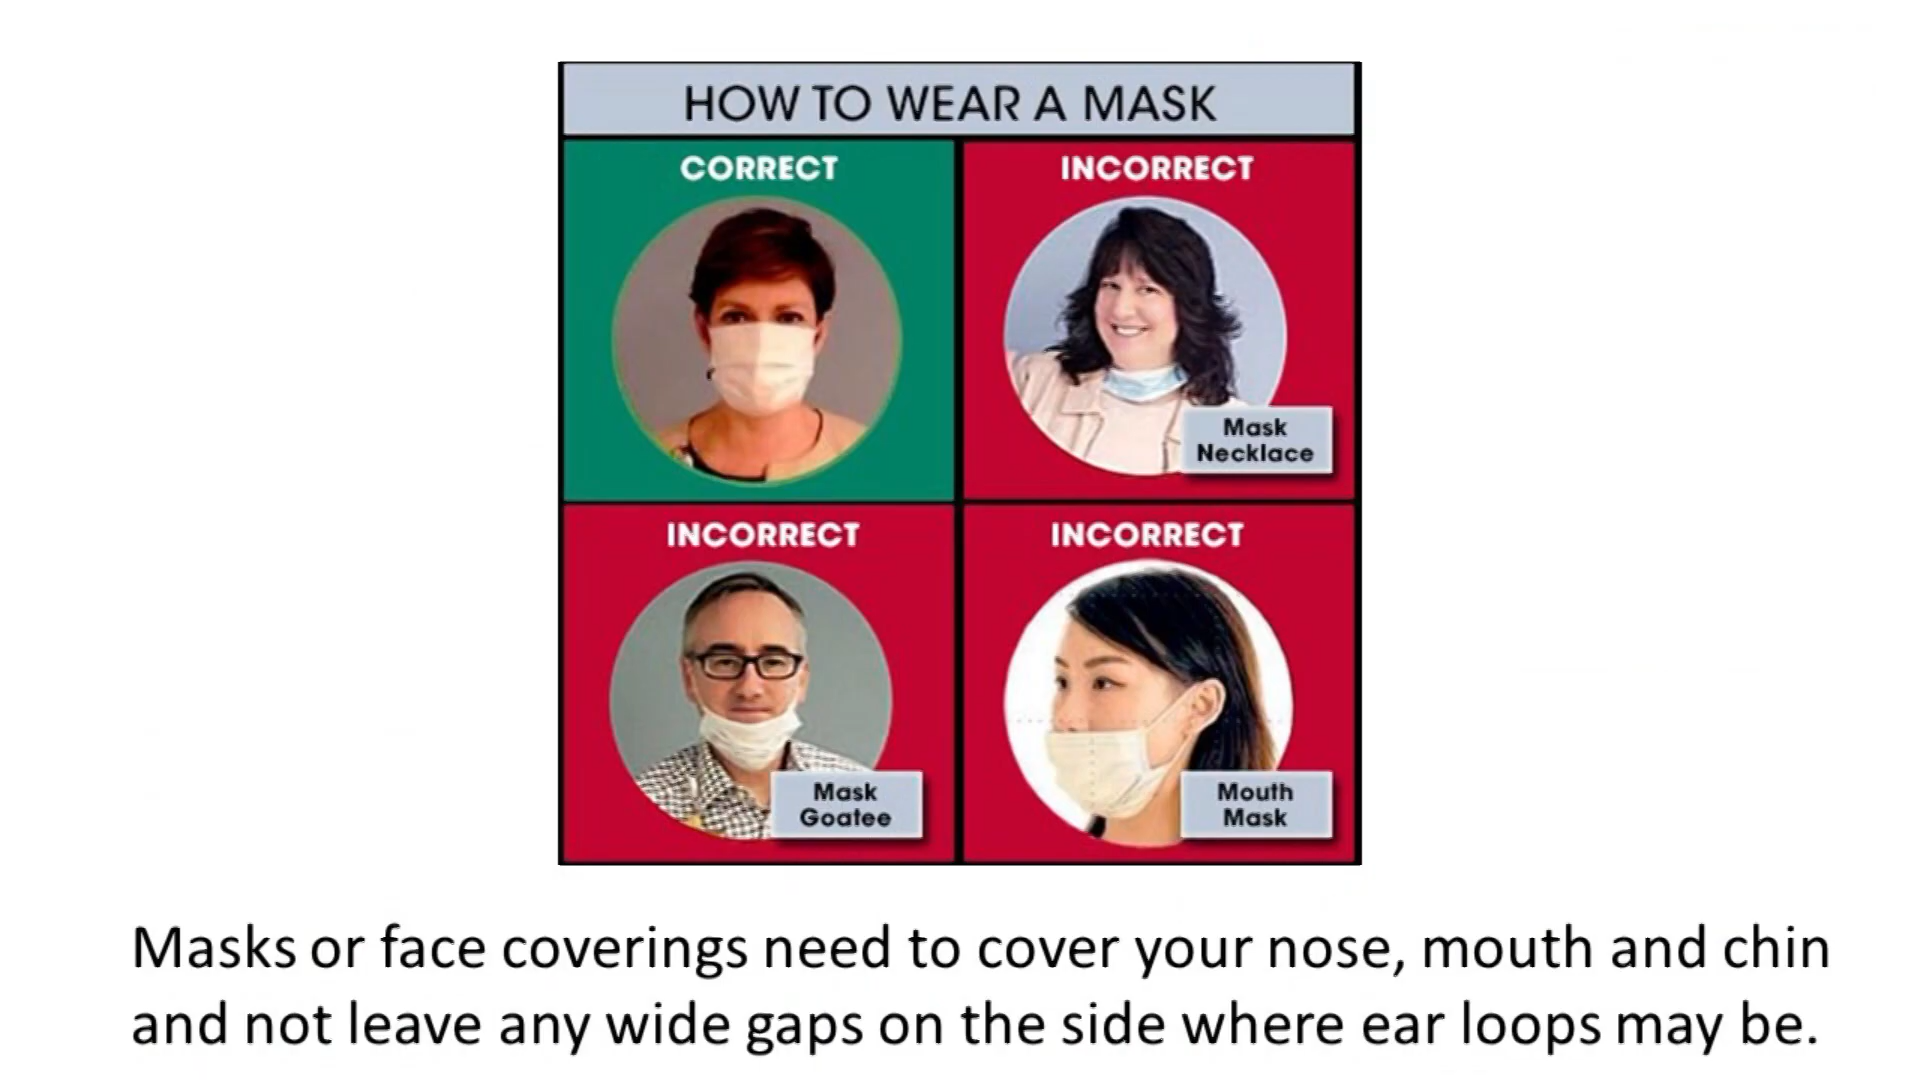 HOW TO WEAR A MASK
CORRECT
INCORRECT
Mask
Necklace
INCORRECT
Mask
Goatee
INCORRECT
Mouth
Mask
Masks or face coverings need to cover your nose, mouth and chin
and not leave any wide gaps on the side where ear loops may be.